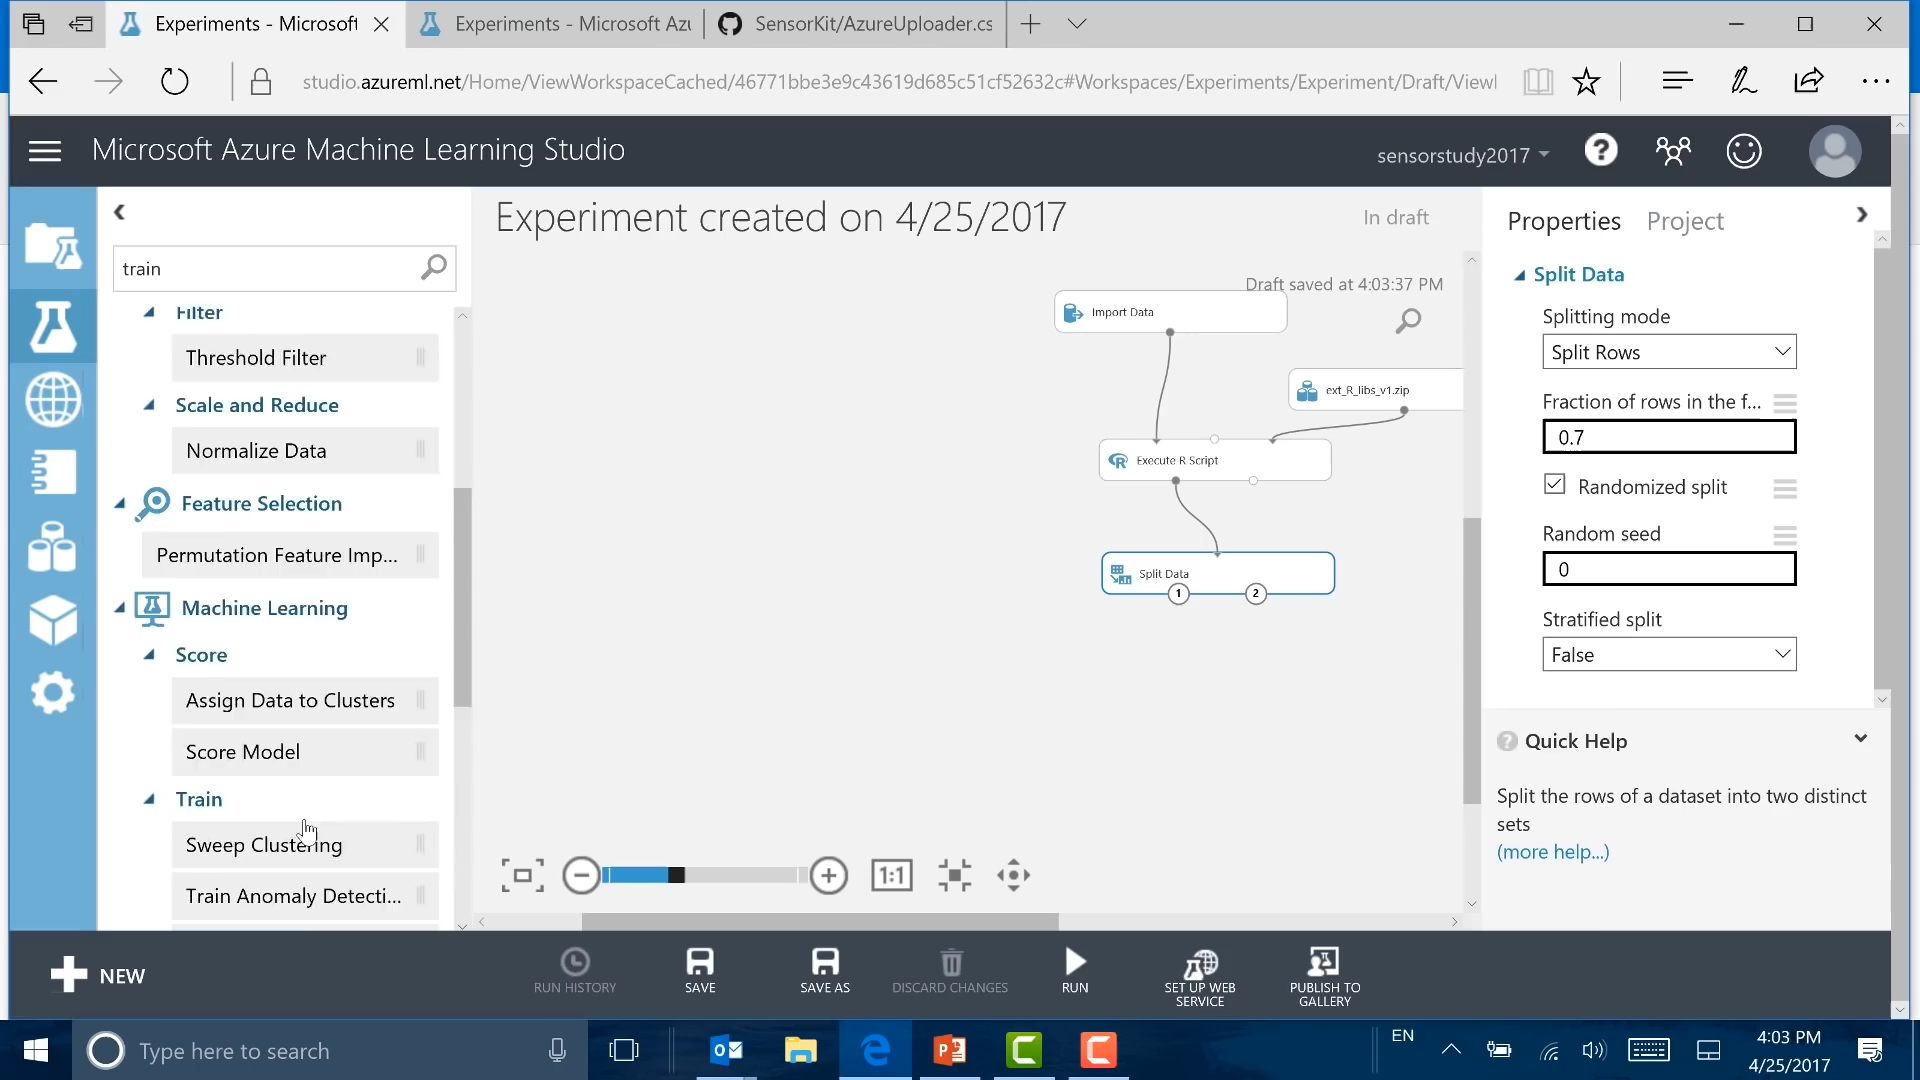 Experiments - Microsoft
Experiments - Microsoft Azu
SensorKit/AzureUploader.cs
studio.azureml.net/Home/ViewWorkspaceCached/46771bbe3e9c43619d685c51cf52632c#Workspaces/Experiments/Experiment/Draft/Viewl
Microsoft Azure Machine Learning Studio
sensorstudy2017
train
Filter
Threshold Filter
Scale and Reduce
Normalize Data
Feature Selection
Permutation Feature Imp...
Machine Learning
Score
Assign Data to Clusters
Score Model
Train
Sweep Clustering
Train Anomaly Detecti...
Experiment created on 4/25/2017
In draft
Draft saved at 4:03:37 PM
Import Data
ext_R_libs_v1.zip
Execute R Script
Split Data
1
2
1:1
Properties
Project
Split Data
Splitting mode
Split Rows
Fraction of rows in the f...
0.7
Randomized split
Random seed
0
Stratified split
False
Quick Help
Split the rows of a dataset into two distinct
sets
(more help...)
NEW
RUN HISTORY
SAVE
SAVE AS
DISCARD CHANGES
RUN
SET UP WEB
SERVICE
PUBLISH TO
GALLERY
Type here to search
EN
4:03 PM
4/25/2017